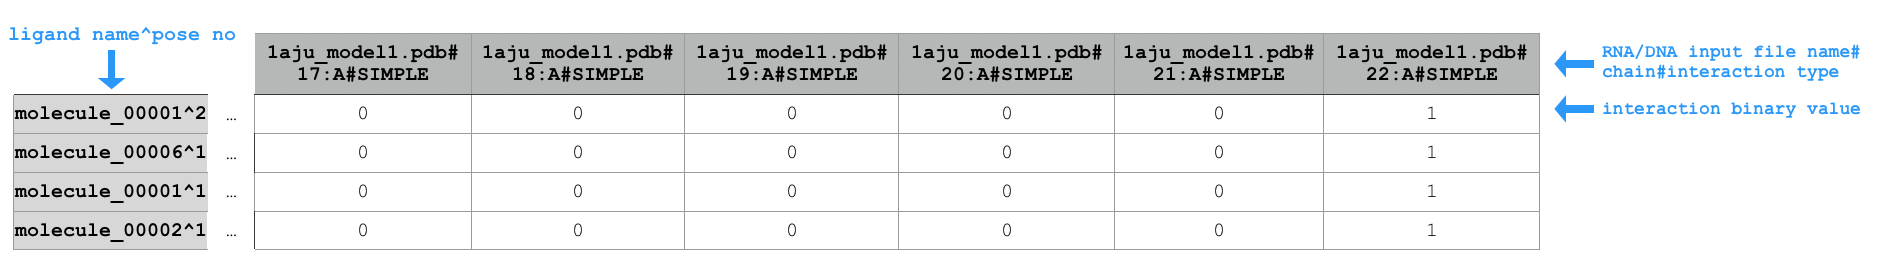 ligand name^pose no
1aju_model1.pdb# 1aju_model1.pdb# 1aju_model1.pdb# 1aju_model1.pdb# 1aju_model1.pdb# 1aju_model1.pdb#
17:A#SIMPLE 18:A#SIMPLE 19:A#SIMPLE 20:A#SIMPLE 21:A#SIMPLE 22:A#SIMPLE
RNA/DNA input file name#
chain#interaction type
molecule_00001^2 … 0 0 0 0 0 1
interaction binary value
molecule_00006^1 … 0 0 0 0 0 1
molecule_00001^1 … 0 0 0 0 0 1
molecule_00002^1 … 0 0 0 0 0 1